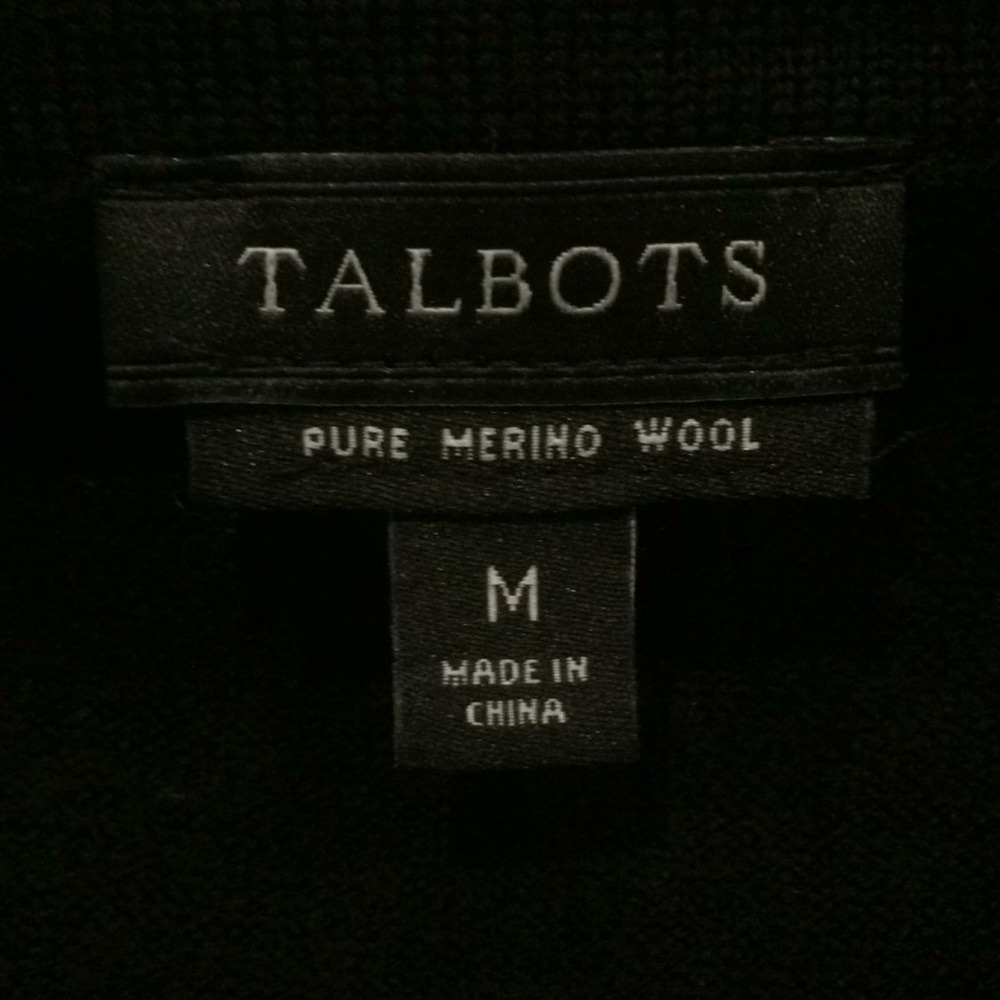 TALBOTS
PURE MERINO WOOL
M
MADE IN
CHINA